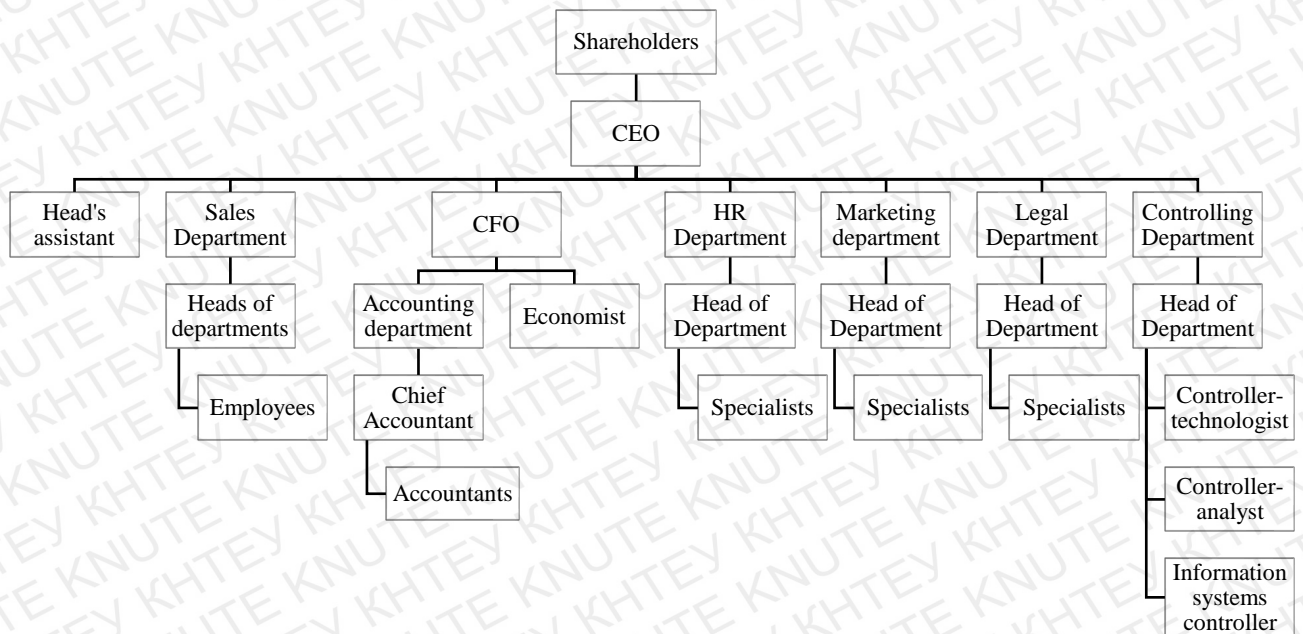 Shareholders
CEO
Head's
assistant
Sales
Department
CFO
HR
Department
Marketing
department
Legal
Department
Controlling
Department
Heads of
departments
Accounting
department
Economist
Head of
Department
Head of
Department
Head of
Department
Head of
Department
Employees
Chief
Accountant
Specialists
Specialists
Specialists
Controller-
technologist
Accountants
Controller-
analyst
Information
systems
controller